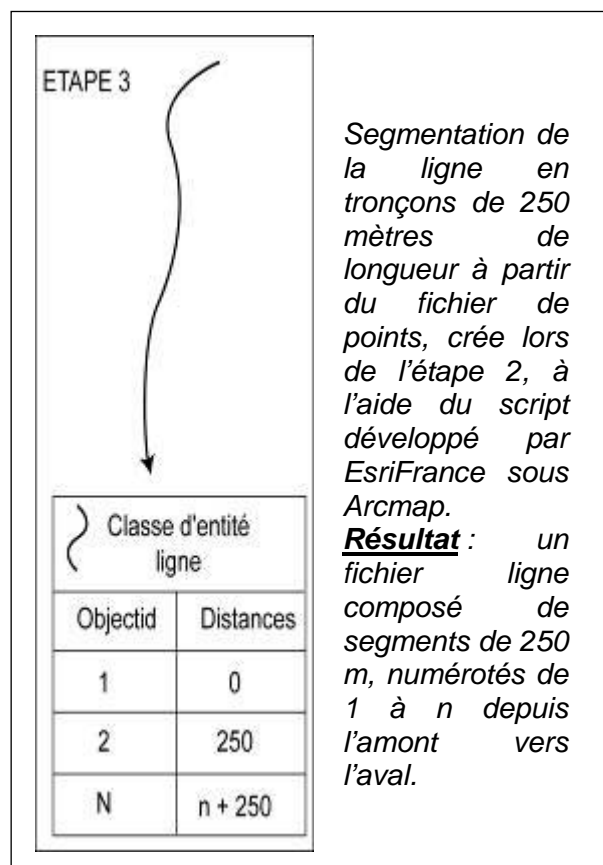 ETAPE 3
Classe d'entité
ligne
Objectid Distances
1 0
2 250
N n + 250
Segmentation de
la ligne en
tronçons de 250
mètres de
longueur à partir
du fichier de
points, crée lors
de l'étape 2, à
l'aide du script
développé par
EsriFrance sous
Arcmap.
Résultat : un
fichier ligne
composé de
segments de 250
m, numérotés de
1 à n depuis
l'amont vers
l'aval.